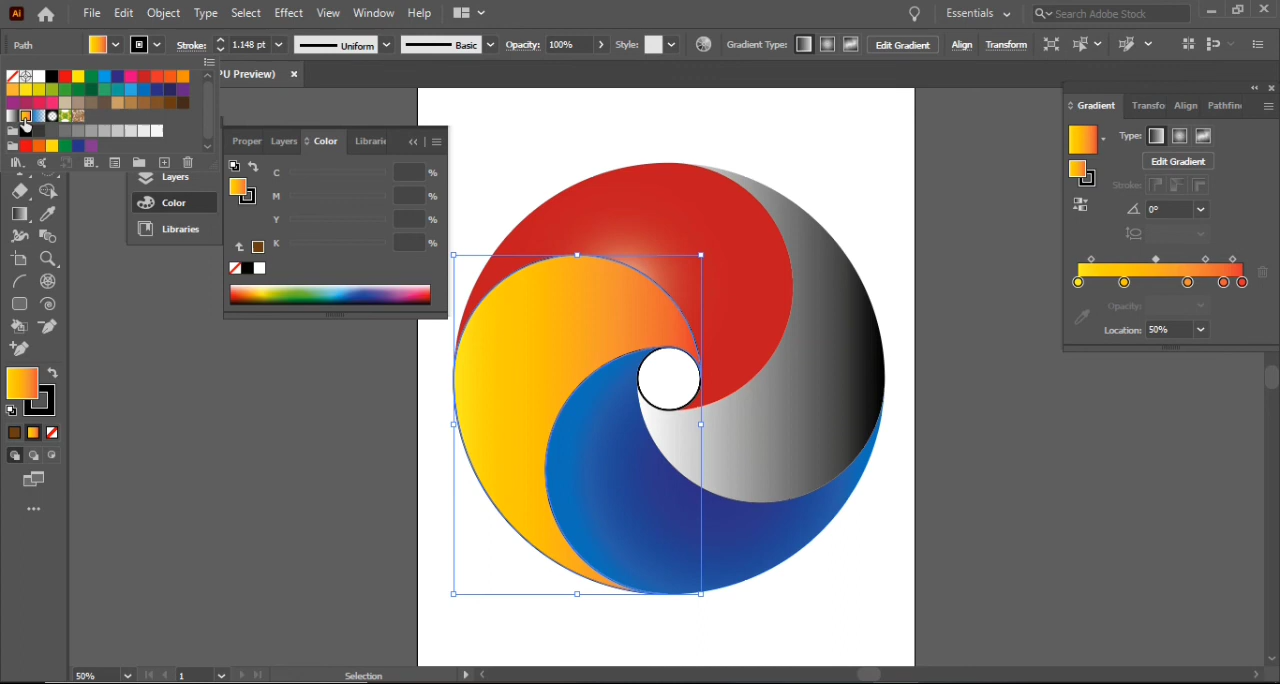 Ai File Edit Object Type Select Effect View Window Help Essentials Search Adobe Stock
Path Stroke: 1.148 pt Uniform Basic Opacity: 100% Style: Gradient Type: Edit Gradient Align Transform
PU Preview) ×
Gradient Transfo Align Pathfin
Type:
Edit Gradient
Stroke:
0°
Opacity:
Location: 50%
Proper Layers Color Librarie
C %
M %
Y %
K %
Layers
Color
Libraries
50% 1 Selection